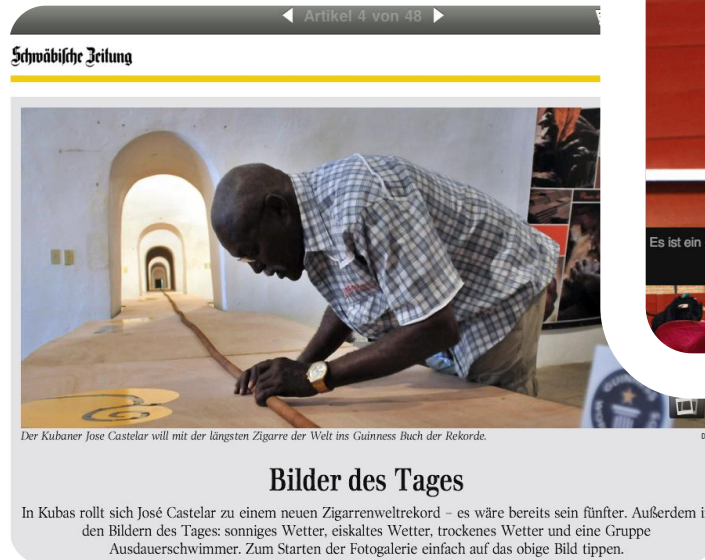 Artikel 4 von 48
Schwäbische Zeitung
Es ist ein
GUINNESS
Der Kubaner Jose Castelar will mit der längsten Zigarre der Welt ins Guinness Buch der Rekorde.
Bilder des Tages
In Kubas rollt sich José Castelar zu einem neuen Zigarrenweltrekord – es wäre bereits sein fünfter. Außerdem
den Bildern des Tages: sonniges Wetter, eiskaltes Wetter, trockenes Wetter und eine Gruppe
Ausdauerschwimmer. Zum Starten der Fotogalerie einfach auf das obige Bild tippen.